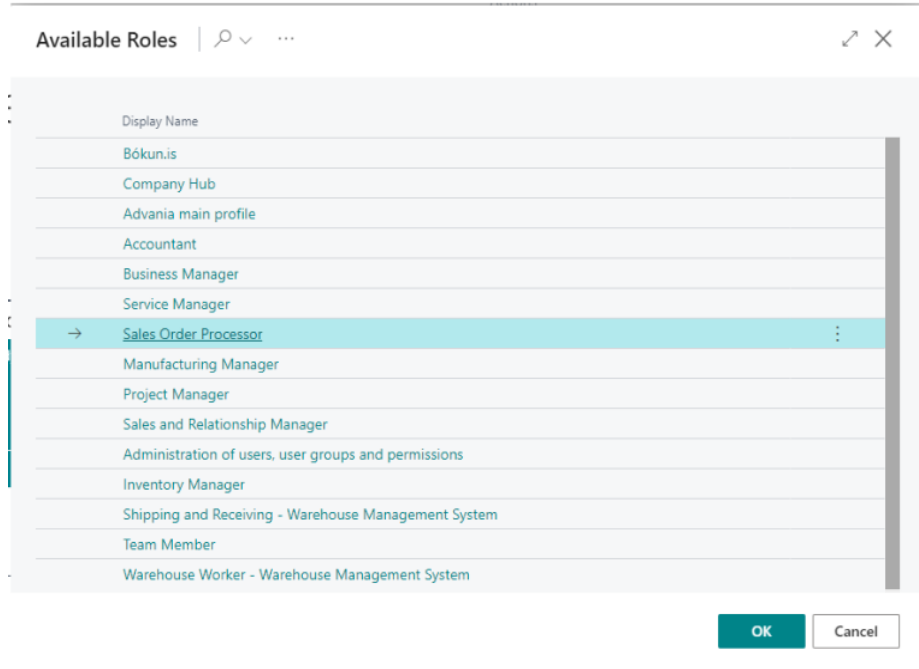 Available Roles
Display Name
Bókun.is
Company Hub
Advania main profile
Accountant
Business Manager
Service Manager
Sales Order Processor
Manufacturing Manager
Project Manager
Sales and Relationship Manager
Administration of users, user groups and permissions
Inventory Manager
Shipping and Receiving - Warehouse Management System
Team Member
Warehouse Worker - Warehouse Management System
OK Cancel